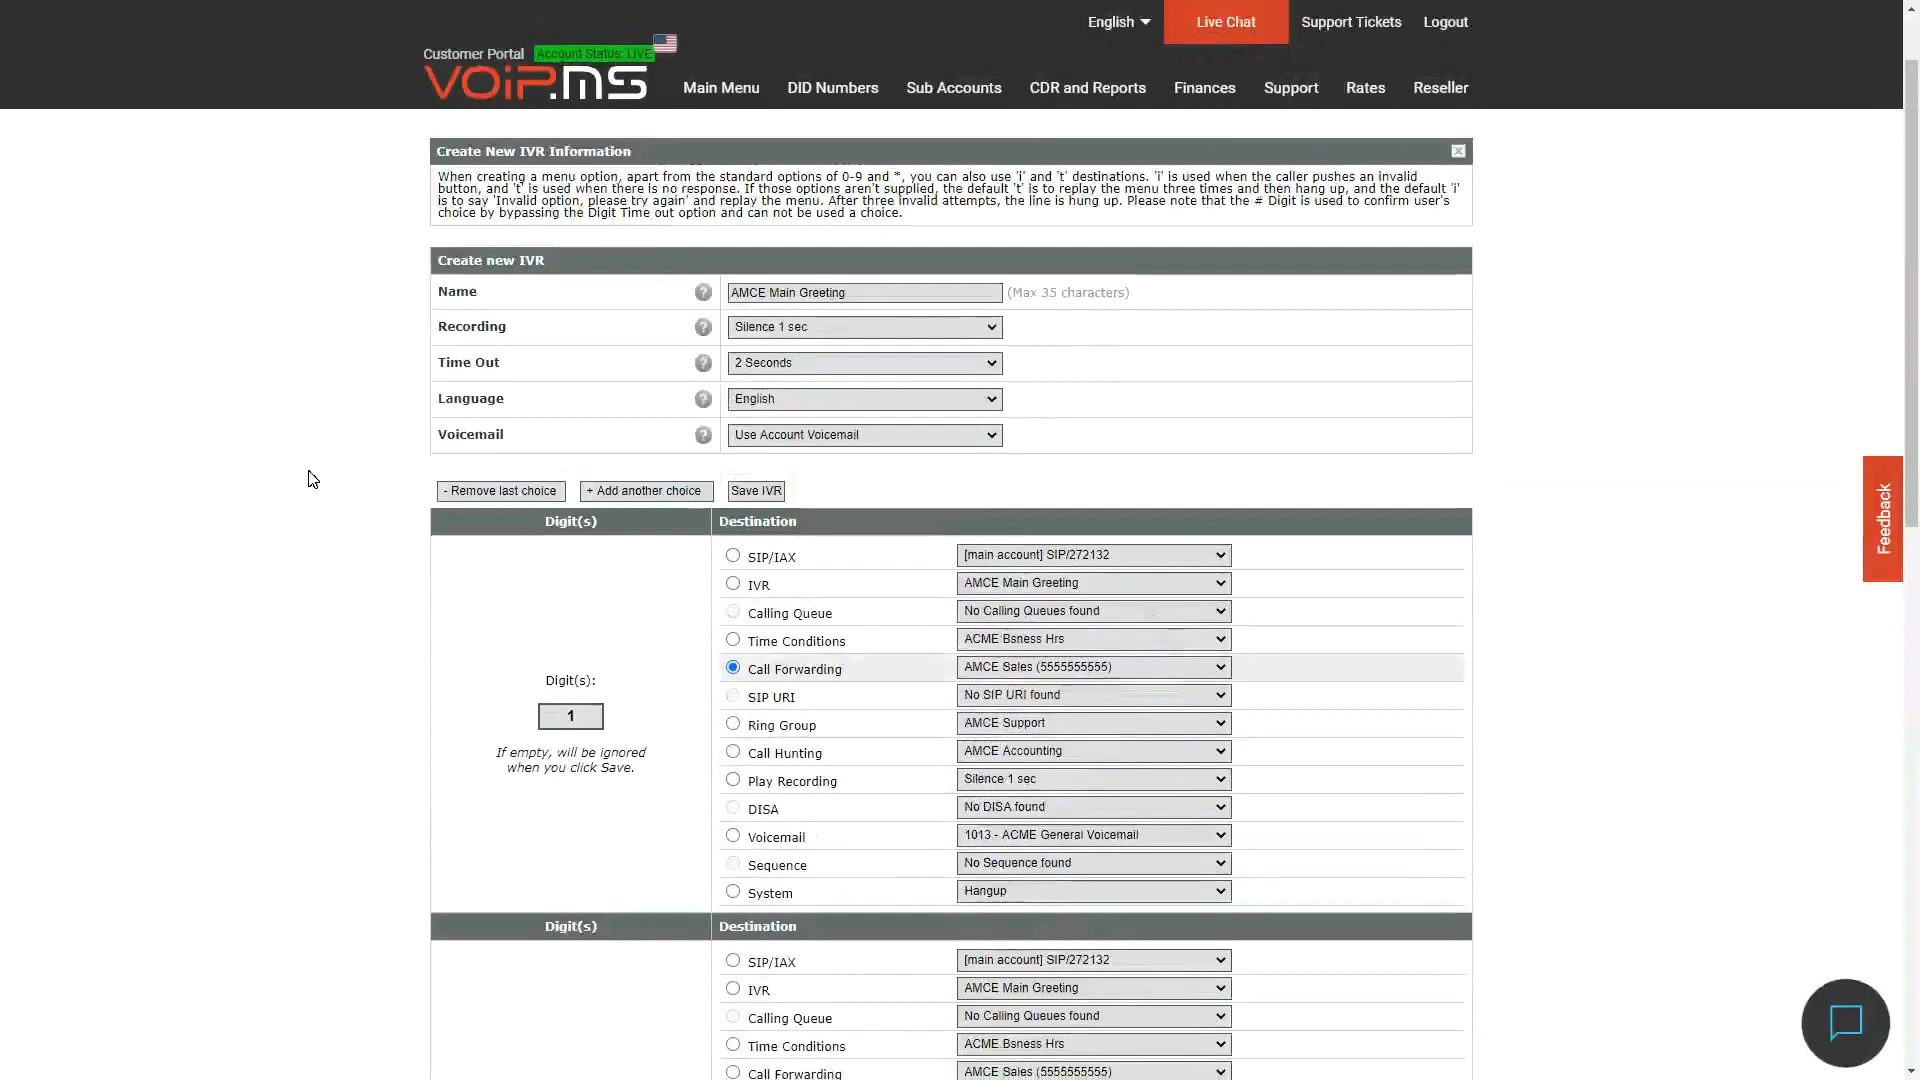 English
Live Chat
Support Tickets
Logout
Customer Portal
Account Status: LIVE
VOIP.MS
Main Menu
DID Numbers
Sub Accounts
CDR and Reports
Finances
Support
Rates
Reseller
Create New IVR Information
When creating a menu option, apart from the standard options of 0-9 and *, you can also use 'i' and 't' destinations. 'i' is used when the caller pushes an invalid
button, and 't' is used when there is no response. If those options aren't supplied, the default 't' is to replay the menu three times and then hang up, and the default 'i'
is to say 'Invalid option, please try again' and replay the menu. After three invalid attempts, the line is hung up. Please note that the # Digit is used to confirm user's
choice by bypassing the Digit Time out option and can not be used a choice.
Create new IVR
Name ? AMCE Main Greeting (Max 35 characters)
Recording ? Silence 1 sec
Time Out ? 2 Seconds
Language ? English
Voicemail ? Use Account Voicemail
- Remove last choice + Add another choice Save IVR
Digit(s) Destination
SIP/IAX [main account] SIP/272132
IVR AMCE Main Greeting
Calling Queue No Calling Queues found
Time Conditions ACME Bsness Hrs
Call Forwarding AMCE Sales (5555555555)
Digit(s):
SIP URI No SIP URI found
1
Ring Group AMCE Support
If empty, will be ignored
when you click Save.
Call Hunting AMCE Accounting
Play Recording Silence 1 sec
DISA No DISA found
Voicemail 1013 - ACME General Voicemail
Sequence No Sequence found
System Hangup
Digit(s) Destination
SIP/IAX [main account] SIP/272132
IVR AMCE Main Greeting
Calling Queue No Calling Queues found
Time Conditions ACME Bsness Hrs
Call Forwarding AMCE Sales (5555555555)
Feedback